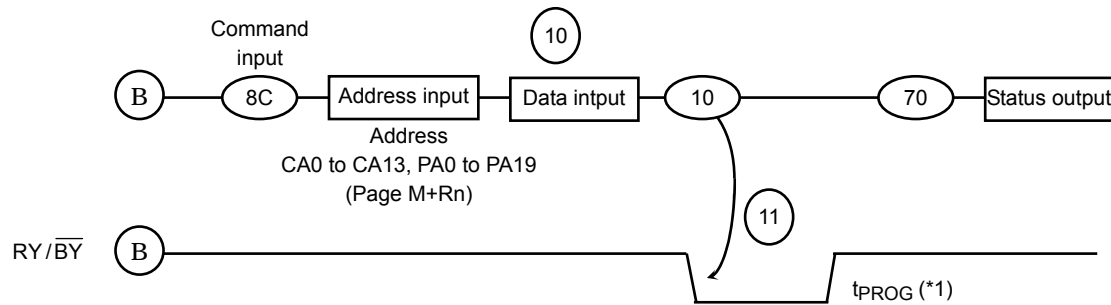 10
Command
input
B
8C
Address input
Data intput
10
70
Status output
Address
CA0 to CA13, PA0 to PA19
(Page M+Rn)
11
RY/BY
B
tPROG (*1)